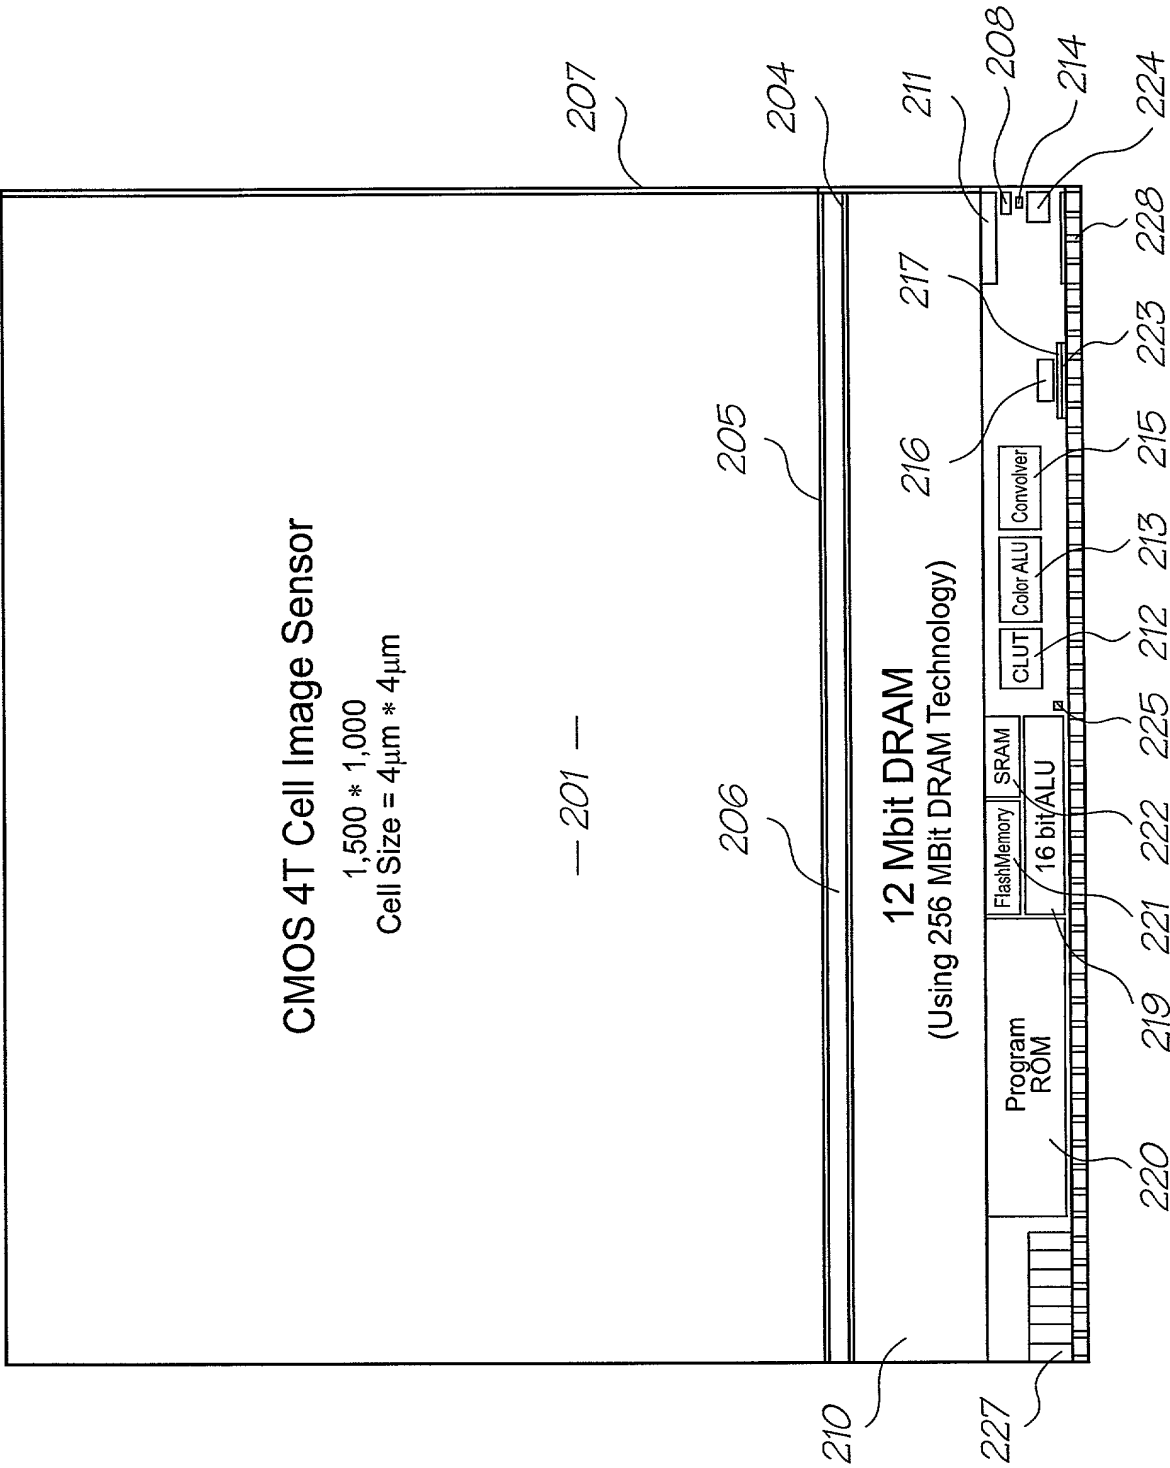 CMOS 4T Cell Image Sensor
1,500 * 1,000
Cell Size = 4µm * 4µm
— 201 —
207
205
206
204
12 Mbit DRAM
(Using 256 MBit DRAM Technology)
210
211
208
214
224
228
217
216
223
215
213
212
225
222
221
219
220
227
Program
ROM
FlashMemory
SRAM
16 bit ALU
CLUT
Color ALU
Convolver